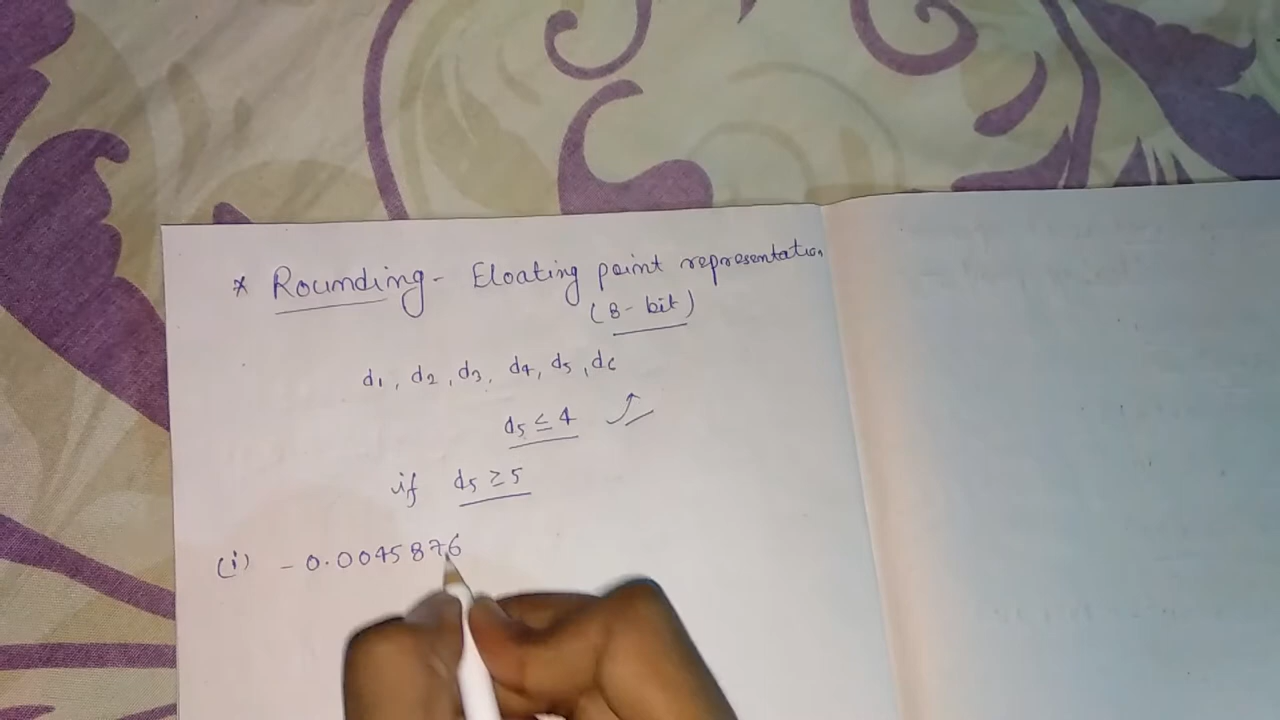 * Rounding - Floating point representation
(8-bit)
d1, d2, d3, d4, d5, d6
d5 ≤ 4
if d5 ≥ 5
(i) - 0.0045876